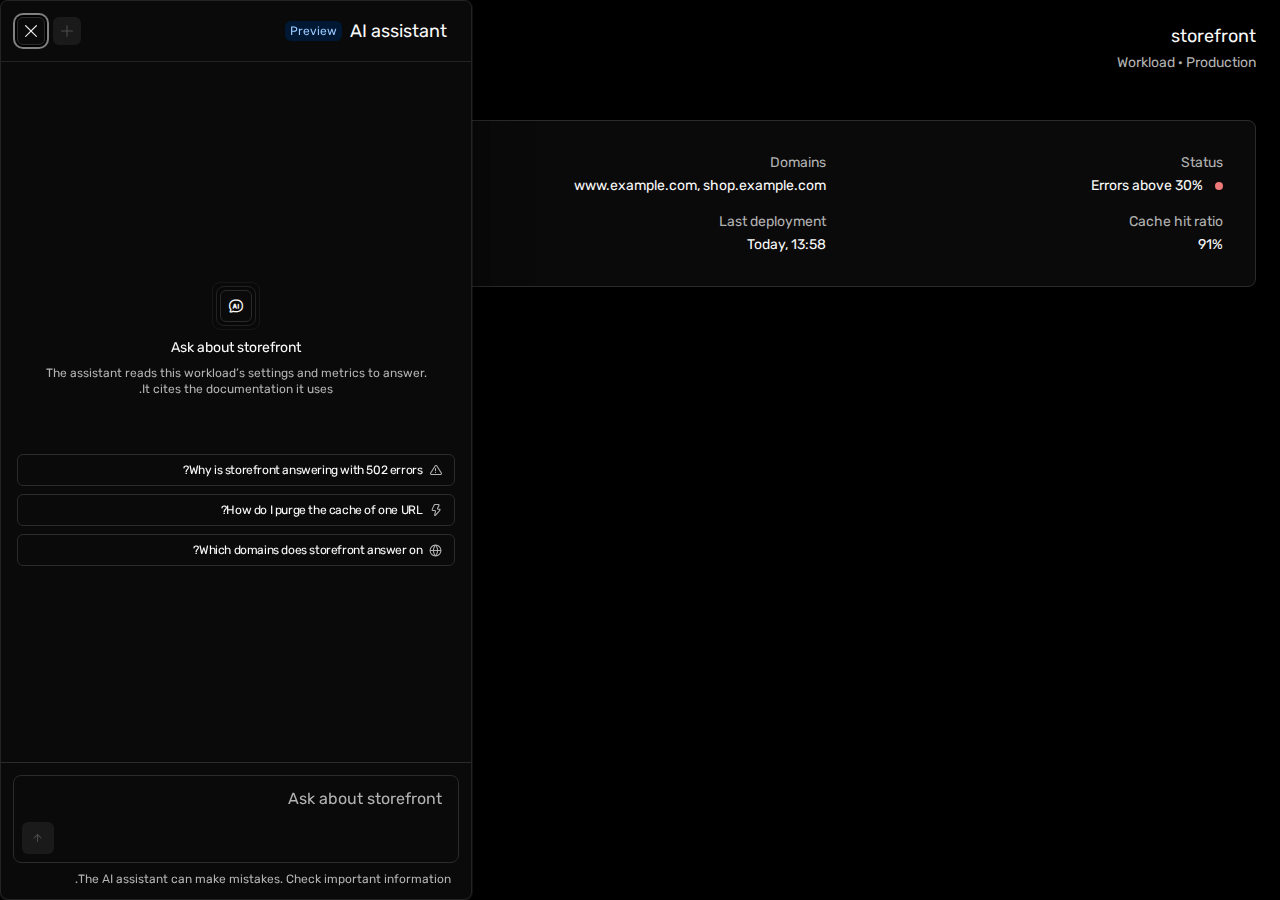 storefront
Workload • Production
Status
Errors above 30%
Domains
www.example.com, shop.example.com
Cache hit ratio
91%
Last deployment
Today, 13:58
AI assistant
Preview
AI
Ask about storefront
The assistant reads this workload's settings and metrics to answer.
It cites the documentation it uses.
Why is storefront answering with 502 errors?
How do I purge the cache of one URL?
Which domains does storefront answer on?
Ask about storefront
The AI assistant can make mistakes. Check important information.